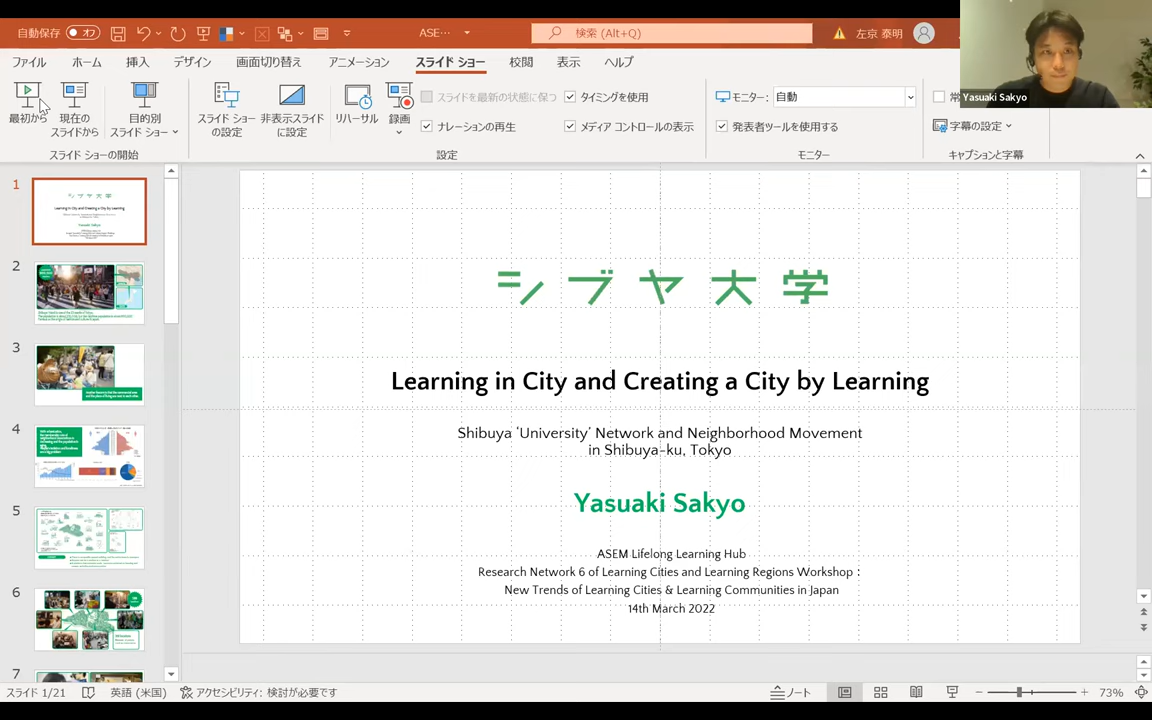 自動保存 オフ
ASE…
検索 (Alt+Q)
左京 泰明
ファイル ホーム 挿入 デザイン 画面切り替え アニメーション スライド ショー 校閲 表示 ヘルプ
Yasuaki Sakyo
最初から
現在の
スライドから
目的別
スライド ショー
スライド ショー
の設定
非表示スライド
に設定
リハーサル
録画
スライドを最新の状態に保つ
タイミングを使用
ナレーションの再生
メディア コントロールの表示
モニター: 自動
発表者ツールを使用する
常
字幕の設定
スライド ショーの開始
設定
モニター
キャプションと字幕
1
2
3
4
5
6
7
シブヤ大学
Learning in City and Creating a City by Learning
Shibuya ‘University’ Network and Neighborhood Movement
in Shibuya-ku, Tokyo
Yasuaki Sakyo
ASEM Lifelong Learning Hub
Research Network 6 of Learning Cities and Learning Regions Workshop：
New Trends of Learning Cities & Learning Communities in Japan
14th March 2022
スライド 1/21
英語 (米国)
アクセシビリティ: 検討が必要です
ノート
73%